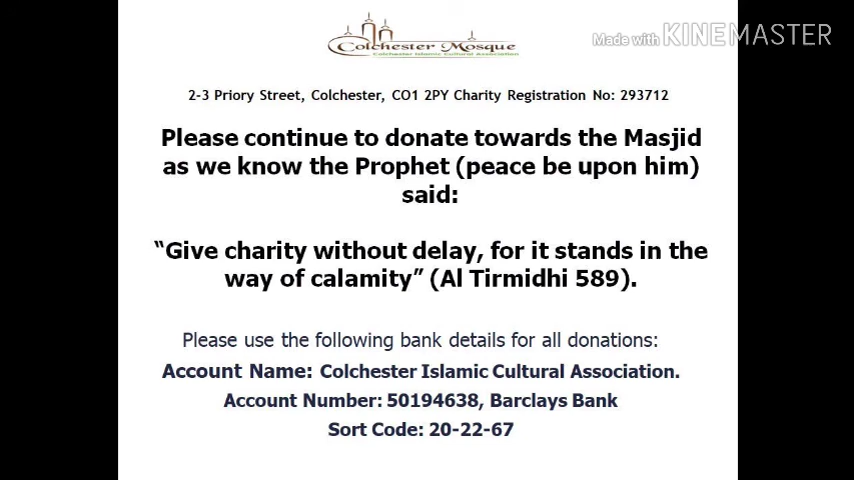 Colchester Mosque
Colchester Islamic Cultural Association
Made with KINEMASTER
2-3 Priory Street, Colchester, CO1 2PY Charity Registration No: 293712
Please continue to donate towards the Masjid
as we know the Prophet (peace be upon him)
said:
“Give charity without delay, for it stands in the
way of calamity” (Al Tirmidhi 589).
Please use the following bank details for all donations:
Account Name: Colchester Islamic Cultural Association.
Account Number: 50194638, Barclays Bank
Sort Code: 20-22-67